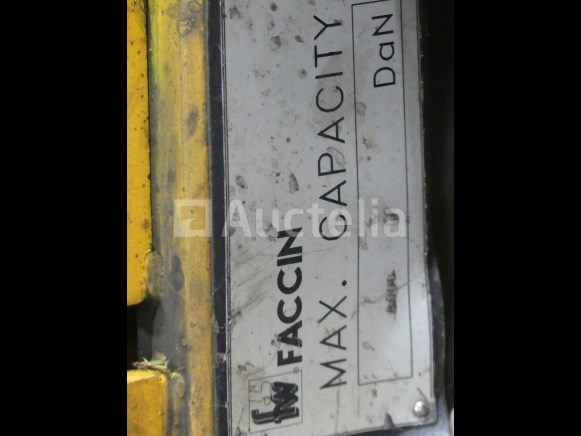 FACCIN
MAX. CAPACITY
DaN
Auctelia